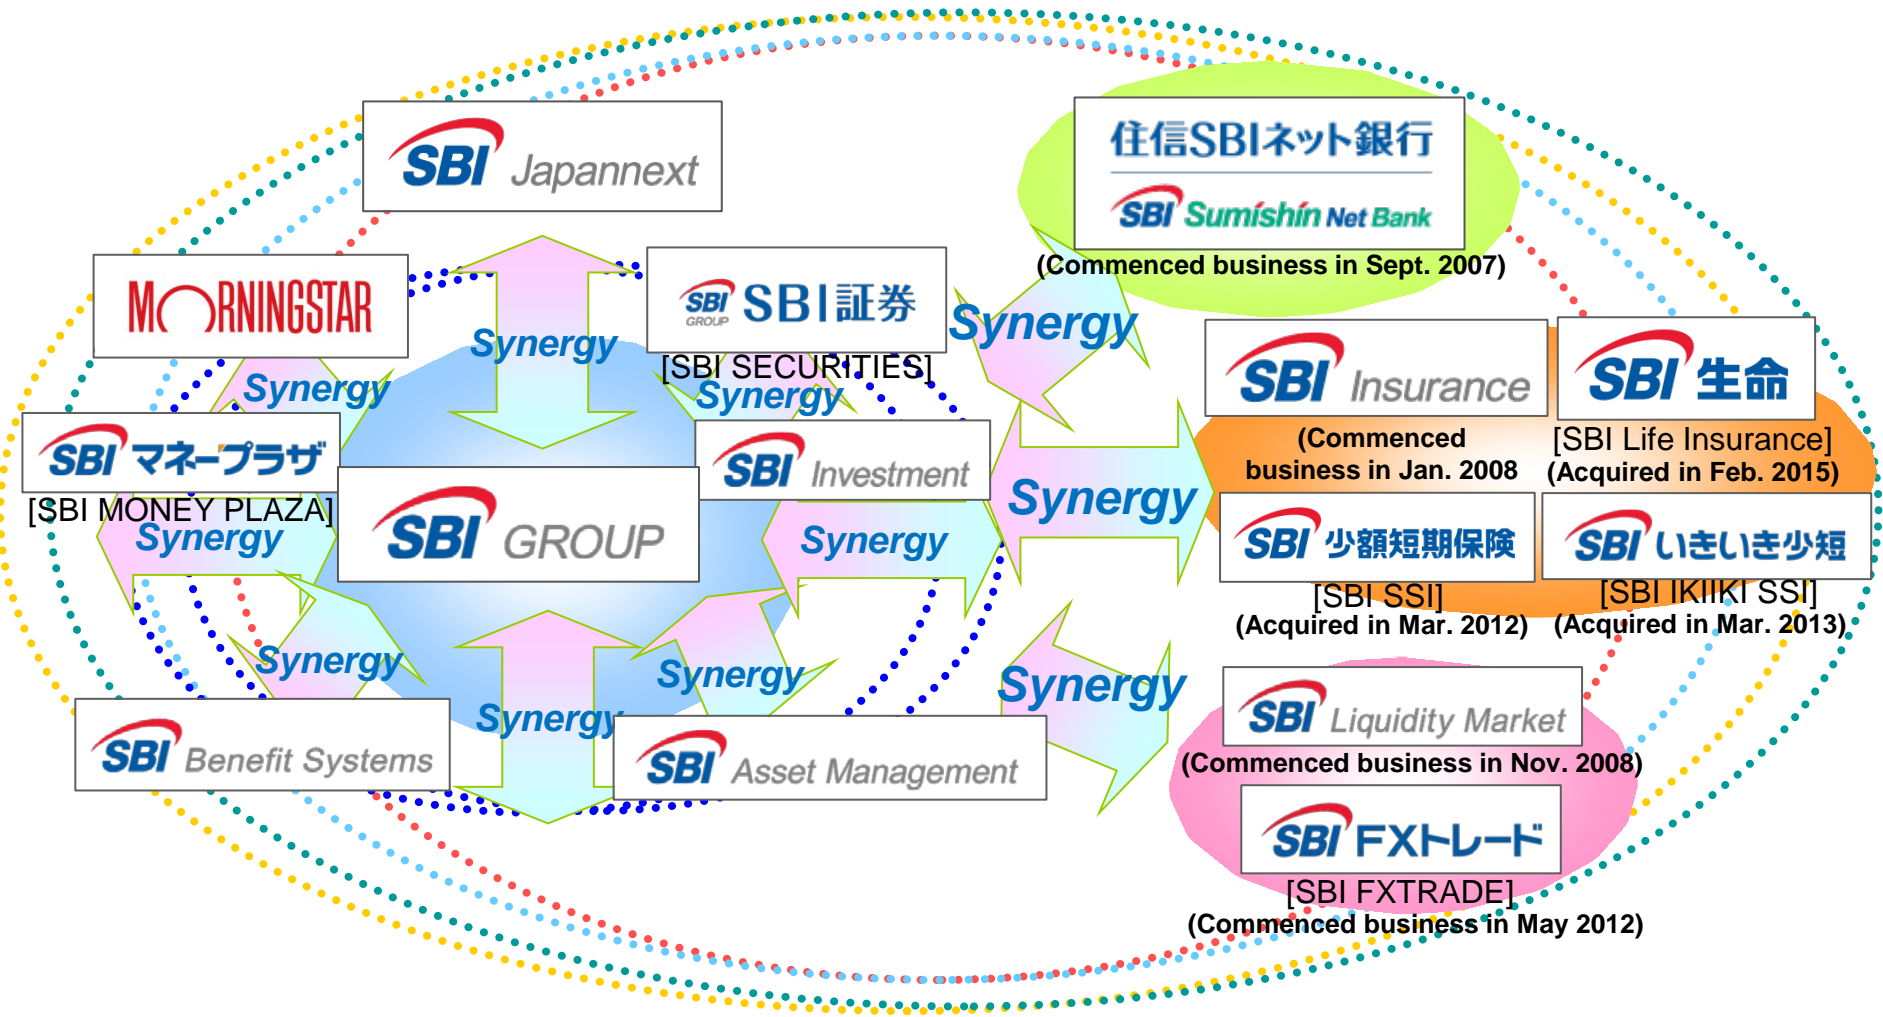 SBI Japannext
住信SBIネット銀行
SBI Sumishin Net Bank
(Commenced business in Sept. 2007)
MORNINGSTAR
SBI GROUP SBI証券
[SBI SECURITIES]
Synergy
Synergy
Synergy
Synergy
SBI Insurance
(Commenced
business in Jan. 2008
SBI 生命
[SBI Life Insurance]
(Acquired in Feb. 2015)
SBI マネープラザ
[SBI MONEY PLAZA]
Synergy
SBI GROUP
SBI Investment
Synergy
Synergy
SBI 少額短期保険
[SBI SSI]
(Acquired in Mar. 2012)
SBI いきいき少短
[SBI IKIIKI SSI]
(Acquired in Mar. 2013)
Synergy
Synergy
Synergy
Synergy
SBI Benefit Systems
SBI Asset Management
SBI Liquidity Market
(Commenced business in Nov. 2008)
SBI FXトレード
[SBI FXTRADE]
(Commenced business in May 2012)